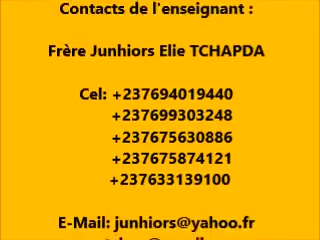 Contacts de l'enseignant :
Frère Junhiors Elie TCHAPDA
Cel: +237694019440
+237699303248
+237675630886
+237675874121
+237633139100
E-Mail: junhiors@yahoo.fr